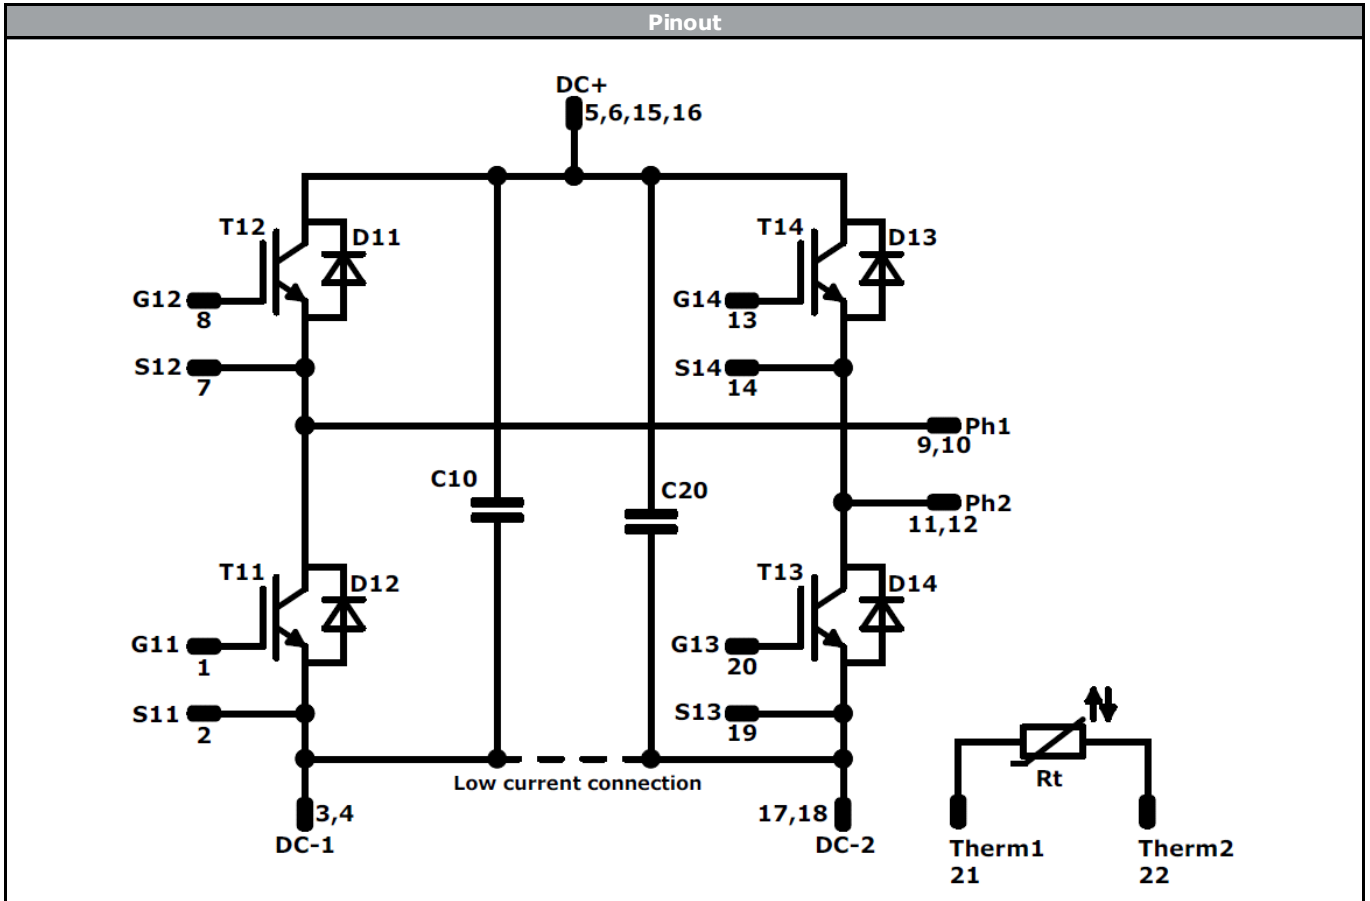 Pinout
DC+
5,6,15,16
T12
D11
T14
D13
G12
8
G14
13
S12
7
S14
14
Ph1
9,10
C10
C20
Ph2
11,12
T11
D12
T13
D14
G11
1
G13
20
S11
2
S13
19
Low current connection
Rt
3,4
DC-1
17,18
DC-2
Therm1
21
Therm2
22